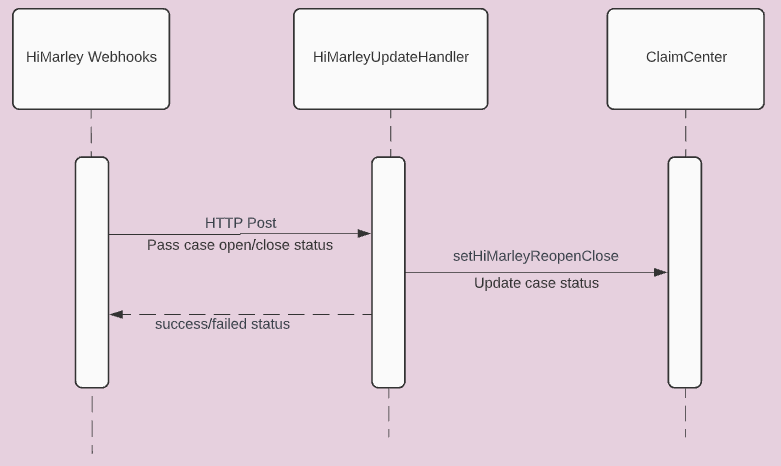 HiMarley Webhooks
HiMarleyUpdateHandler
ClaimCenter
HTTP Post
Pass case open/close status
setHiMarleyReopenClose
Update case status
success/failed status